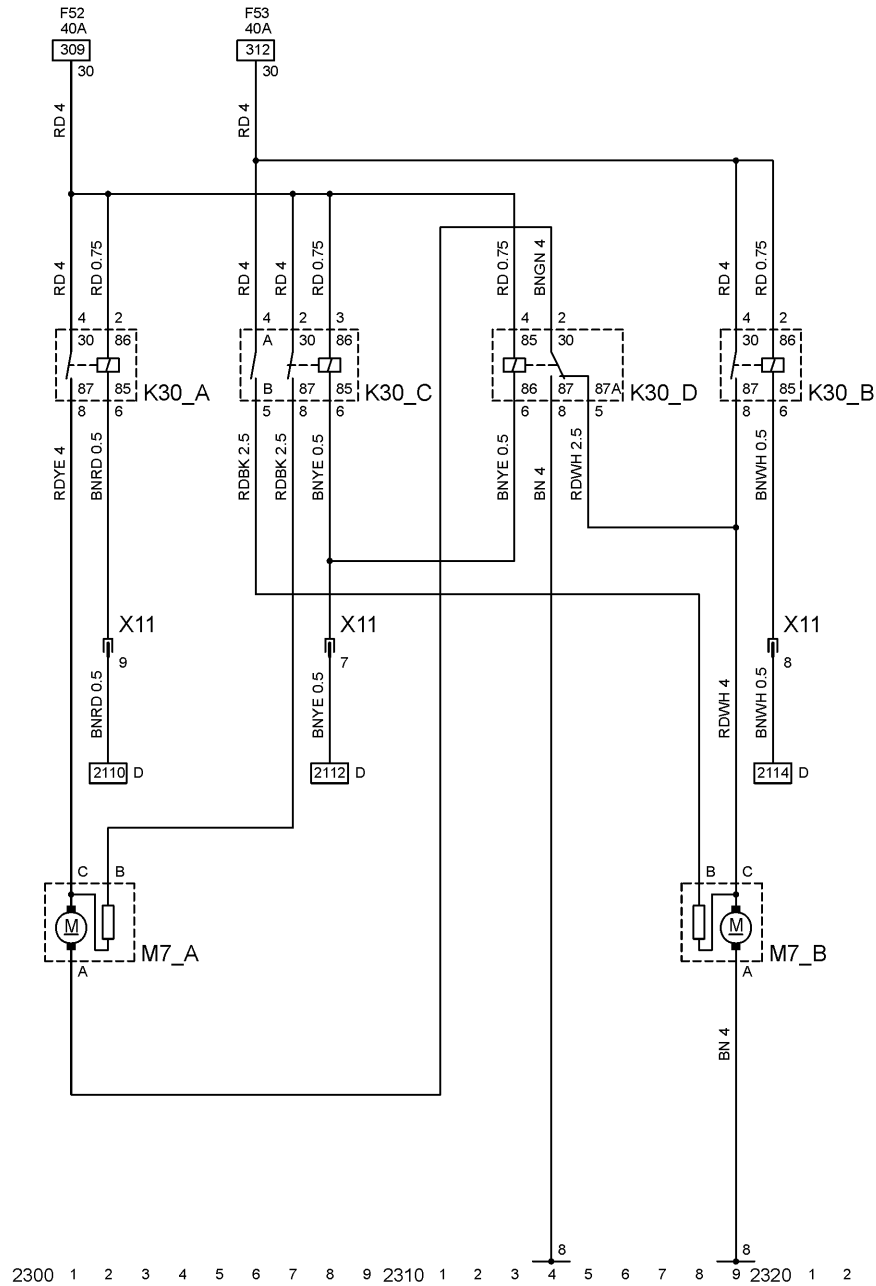 F52 F53
40A 40A
309 312
30 30
RD 4 RD 4
RD 4 RD 0.75 RD 4 RD 4 RD 0.75 RD 0.75 BNGN 4 RD 4 RD 0.75
4 2 4 2 3 4 2 4 2
30 86 A 30 86 85 30 30 86
87 85 B 87 85 86 87 87A 87 85
K30_A K30_C K30_D K30_B
8 6 5 8 6 6 8 5 8 6
RDYE 4 BNRD 0.5 RDBK 2.5 RDBK 2.5 BNYE 0.5 BNYE 0.5 BN 4 RDWH 2.5 BNWH 0.5
X11 X11 X11
9 7 8
BNRD 0.5 BNYE 0.5 RDWH 4 BNWH 0.5
2110 D 2112 D 2114 D
C B B C
M M
M7_A M7_B
A A
BN 4
8 8
2300 1 2 3 4 5 6 7 8 9 2310 1 2 3 4 5 6 7 8 9 2320 1 2